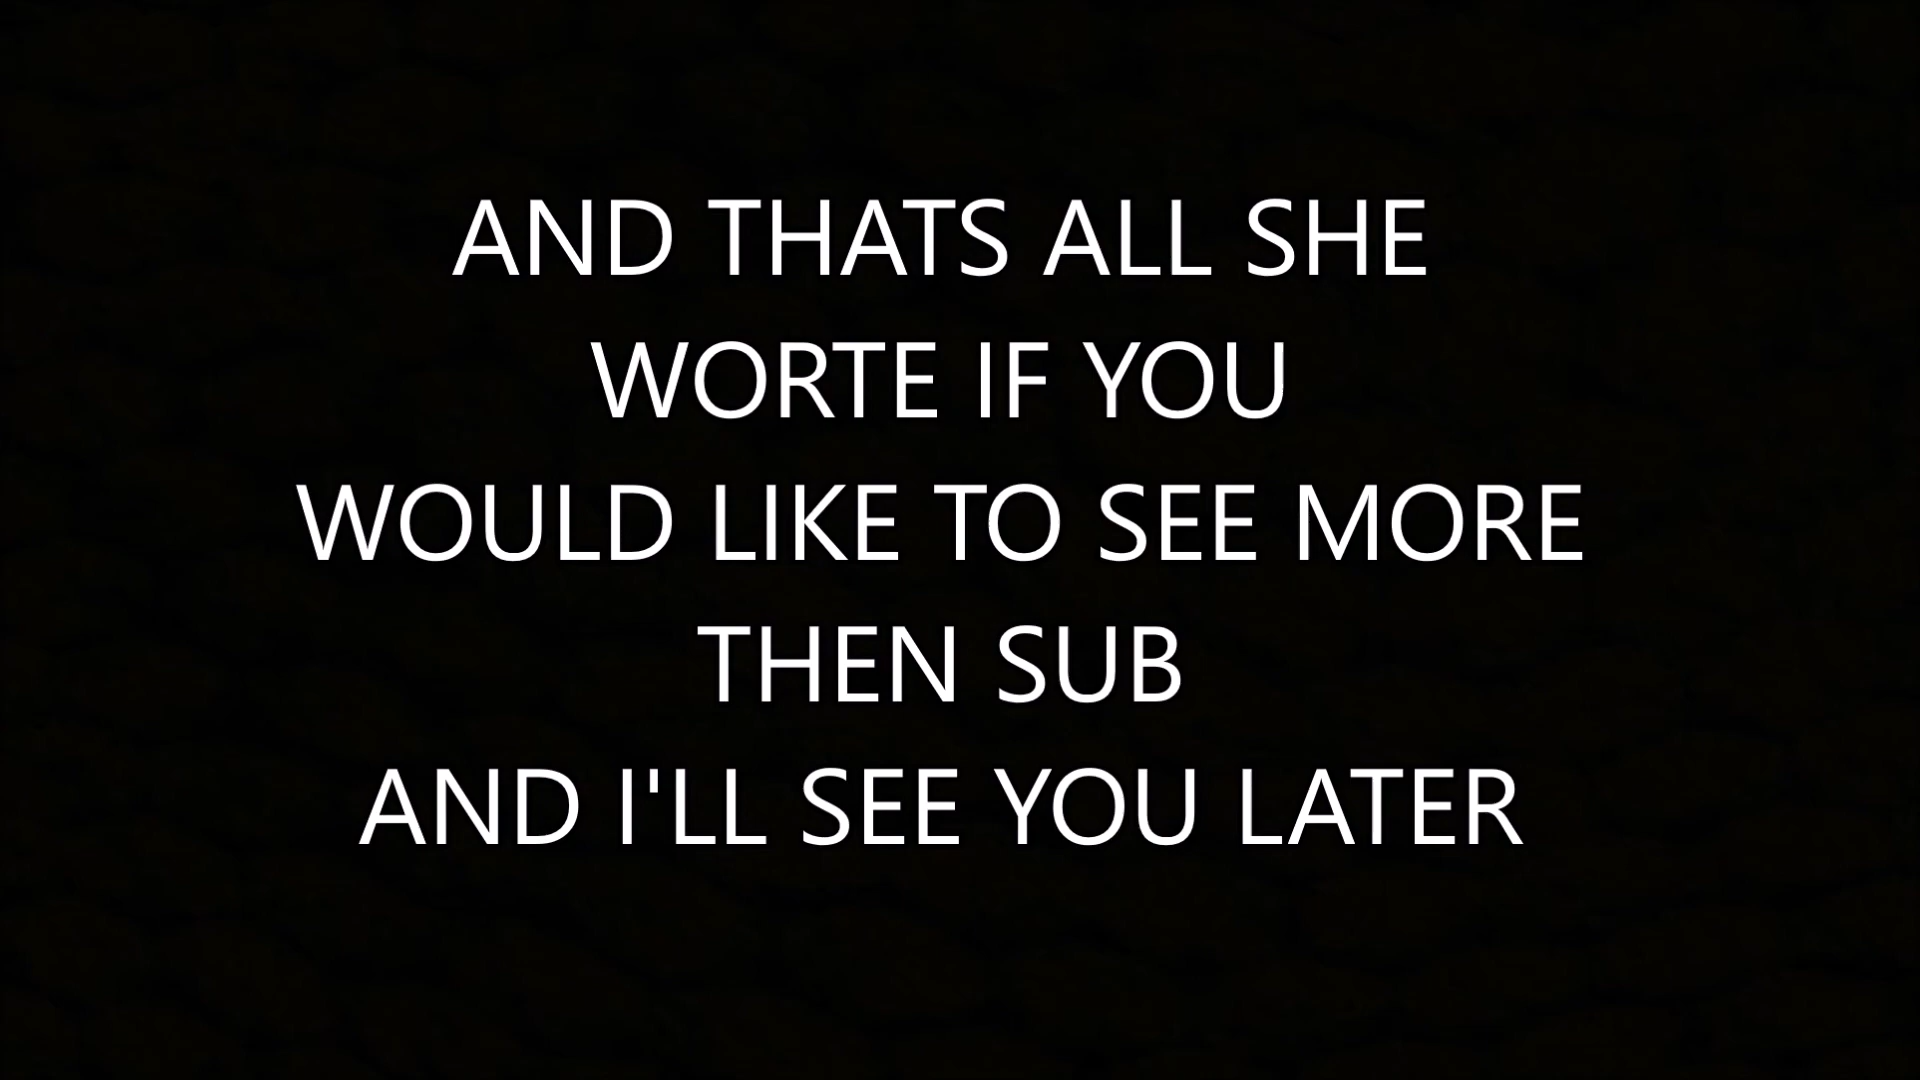 AND THATS ALL SHE
WORTE IF YOU
WOULD LIKE TO SEE MORE
THEN SUB
AND I'LL SEE YOU LATER